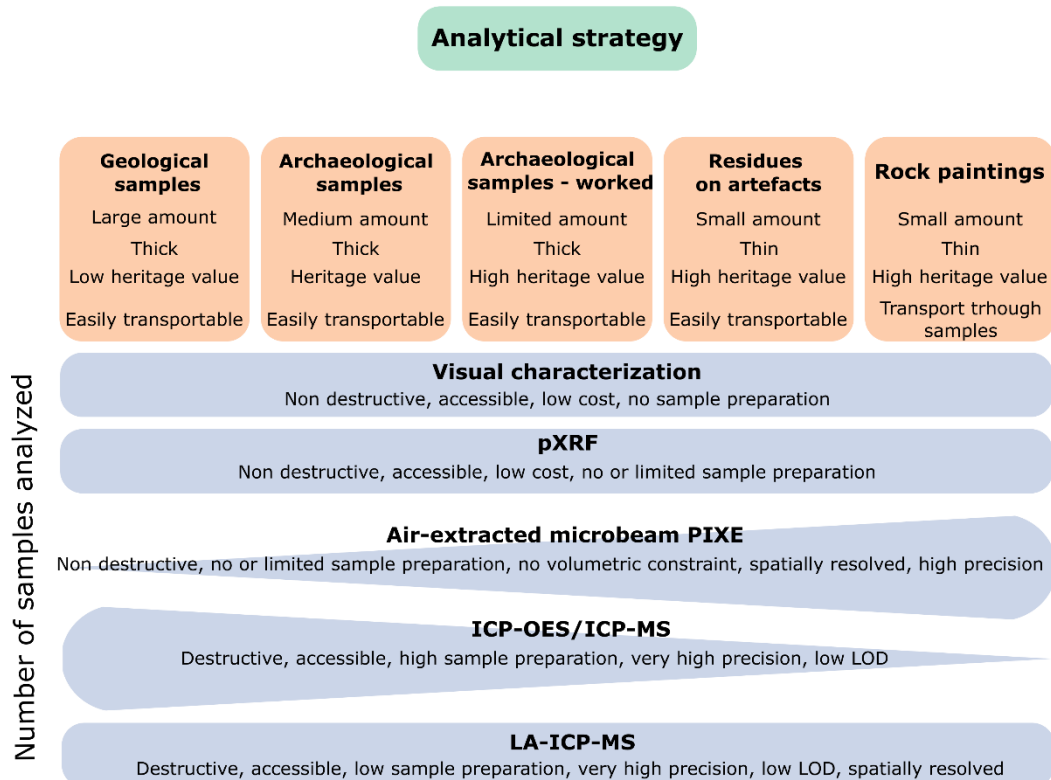 Analytical strategy
Geological
samples
Large amount
Thick
Low heritage value
Easily transportable
Archaeological
samples
Medium amount
Thick
Heritage value
Easily transportable
Archaeological
samples - worked
Limited amount
Thick
High heritage value
Easily transportable
Residues
on artefacts
Small amount
Thin
High heritage value
Easily transportable
Rock paintings
Small amount
Thin
High heritage value
Transport trhough
samples
Number of samples analyzed
Visual characterization
Non destructive, accessible, low cost, no sample preparation
pXRF
Non destructive, accessible, low cost, no or limited sample preparation
Air-extracted microbeam PIXE
Non destructive, no or limited sample preparation, no volumetric constraint, spatially resolved, high precision
ICP-OES/ICP-MS
Destructive, accessible, high sample preparation, very high precision, low LOD
LA-ICP-MS
Destructive, accessible, low sample preparation, very high precision, low LOD, spatially resolved